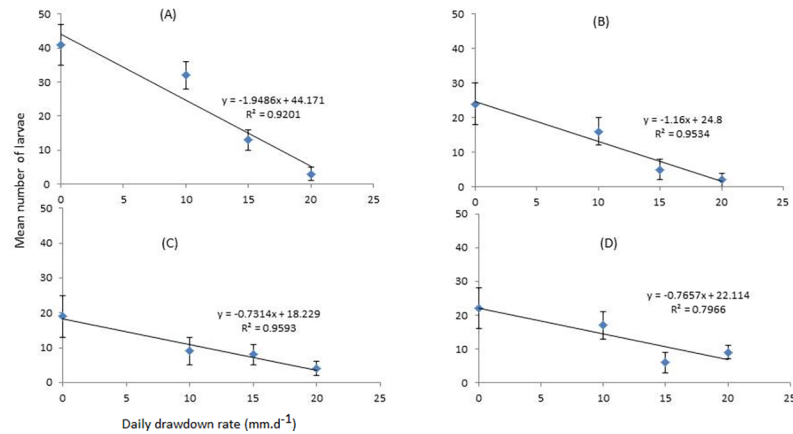 (A)
50
40
30
20
10
0
y = -1.9486x + 44.171
R² = 0.9201
0 5 10 15 20 25
(B)
50
40
30
20
10
0
y = -1.16x + 24.8
R² = 0.9534
0 5 10 15 20 25
Mean number of larvae
(C)
50
40
30
20
10
0
y = -0.7314x + 18.229
R² = 0.9593
0 5 10 15 20 25
(D)
50
40
30
20
10
0
y = -0.7657x + 22.114
R² = 0.7966
0 5 10 15 20 25
Daily drawdown rate (mm.d⁻¹)